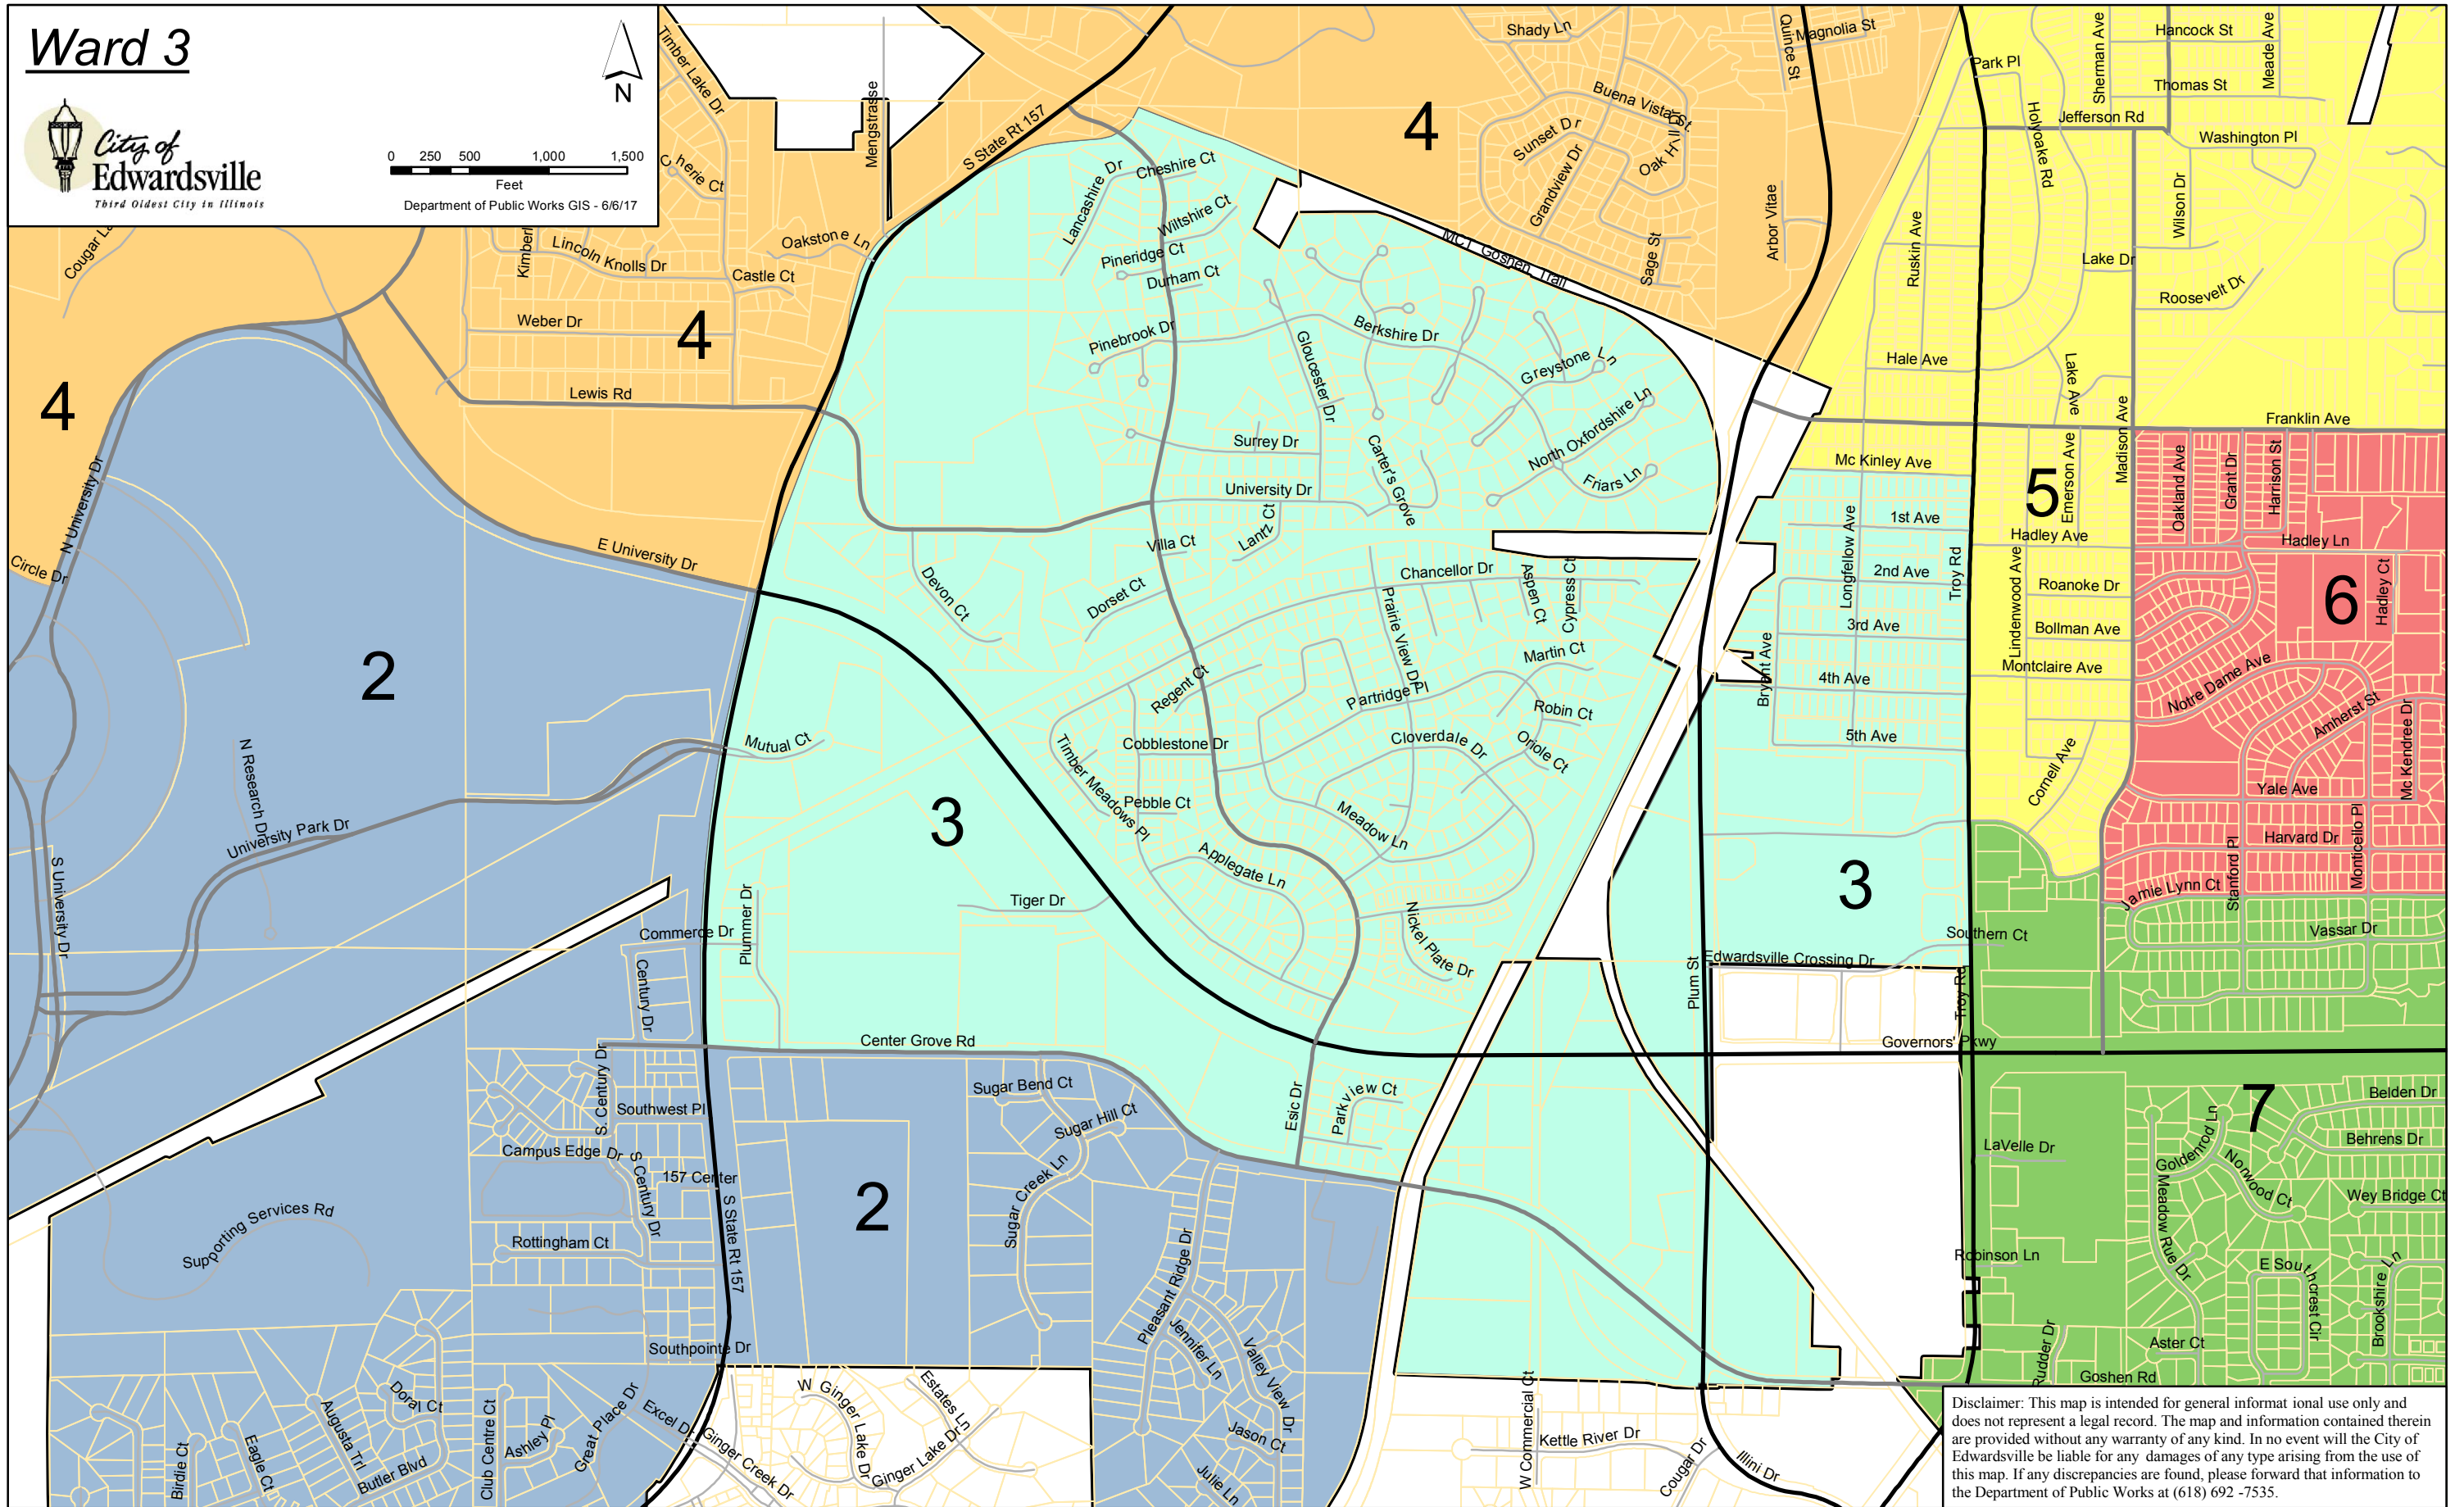 Ward 3
N
City of
Edwardsville
Third Oldest City in Illinois
0 250 500 1,000 1,500
Feet
Department of Public Works GIS - 6/6/17
Timber Lake Dr
Cherie Ct
Mengstrasse
S State Rt 157
Shady Ln
Quince St
Magnolia St
Buena Vista St
Sunset Dr
Oak Hill Dr
Grandview Dr
Sage St
Arbor Vitae
4
Park Pl
Sherman Ave
Hancock St
Meade Ave
Thomas St
Holyoake Rd
Jefferson Rd
Washington Pl
Wilson Dr
Ruskin Ave
Lake Dr
Roosevelt Dr
Hale Ave
Lake Ave
Madison Ave
Franklin Ave
Lincoln Knolls Dr
Oakstone Ln
Castle Ct
Weber Dr
4
Lewis Rd
4
Lancashire Dr
Cheshire Ct
Wiltshire Ct
Pineridge Ct
Durham Ct
Pinebrook Dr
MCT Goshen Trail
Berkshire Dr
Gloucester Dr
Greystone Ln
North Oxfordshire Ln
Friars Ln
Carter's Grove
Surrey Dr
University Dr
Lantz Ct
Villa Ct
Dorset Ct
Devon Ct
Chancellor Dr
Aspen Ct
Cypress Ct
Prairie View Dr
Martin Ct
Partridge Pl
Robin Ct
Oriole Ct
Cloverdale Dr
Regent Ct
Cobblestone Dr
Timber Meadows Pl
Pebble Ct
Meadow Ln
Applegate Ln
Nickel Plate Dr
Mc Kinley Ave
1st Ave
2nd Ave
3rd Ave
4th Ave
5th Ave
Longfellow Ave
Bryant Ave
Troy Rd
5
Emerson Ave
Hadley Ave
Lindenwood Ave
Roanoke Dr
Bollman Ave
Montclaire Ave
Cornell Ave
Oakland Ave
Grant Dr
Harrison St
Hadley Ln
6
Hadley Ct
Notre Dame Ave
Amherst St
Mc Kendree Dr
Yale Ave
Harvard Dr
Monticello Pl
Stanford Pl
Jamie Lynn Ct
Vassar Dr
N University Dr
Circle Dr
E University Dr
2
N Research Dr
University Park Dr
S University Dr
Mutual Ct
3
Tiger Dr
Plummer Dr
Commerce Dr
Century Dr
Center Grove Rd
3
Southern Ct
Edwardsville Crossing Dr
Plum St
Troy Rd
Governors' Pkwy
S. Century Dr
Southwest Pl
Campus Edge Dr
S Century Dr
157 Center
S State Rt 157
Rottingham Ct
Supporting Services Rd
Southpointe Dr
2
Sugar Bend Ct
Sugar Hill Ct
Sugar Creek Ln
Esic Dr
Parkview Ct
Pleasant Ridge Dr
Jennifer Ln
Valley View Dr
Jason Ct
Julie Ln
7
Belden Dr
Behrens Dr
LaVelle Dr
Goldenrod Ln
Norwood Ct
Wey Bridge Ct
Meadow Rue Dr
Robinson Ln
E Southcrest Cir
Brookshire Ln
Aster Ct
Rudder Dr
Goshen Rd
Birdie Ct
Eagle Ct
Augusta Trl
Doral Ct
Butler Blvd
Club Centre Ct
Ashley Pl
Great Place Dr
Excel Dr
Ginger Creek Dr
W Ginger Lake Dr
Estates Ln
Ginger Lake Dr
W Commercial Ct
Kettle River Dr
Cougar Dr
Illini Dr
Disclaimer: This map is intended for general informat ional use only and
does not represent a legal record. The map and information contained therein
are provided without any warranty of any kind. In no event will the City of
Edwardsville be liable for any damages of any type arising from the use of
this map. If any discrepancies are found, please forward that information to
the Department of Public Works at (618) 692 -7535.